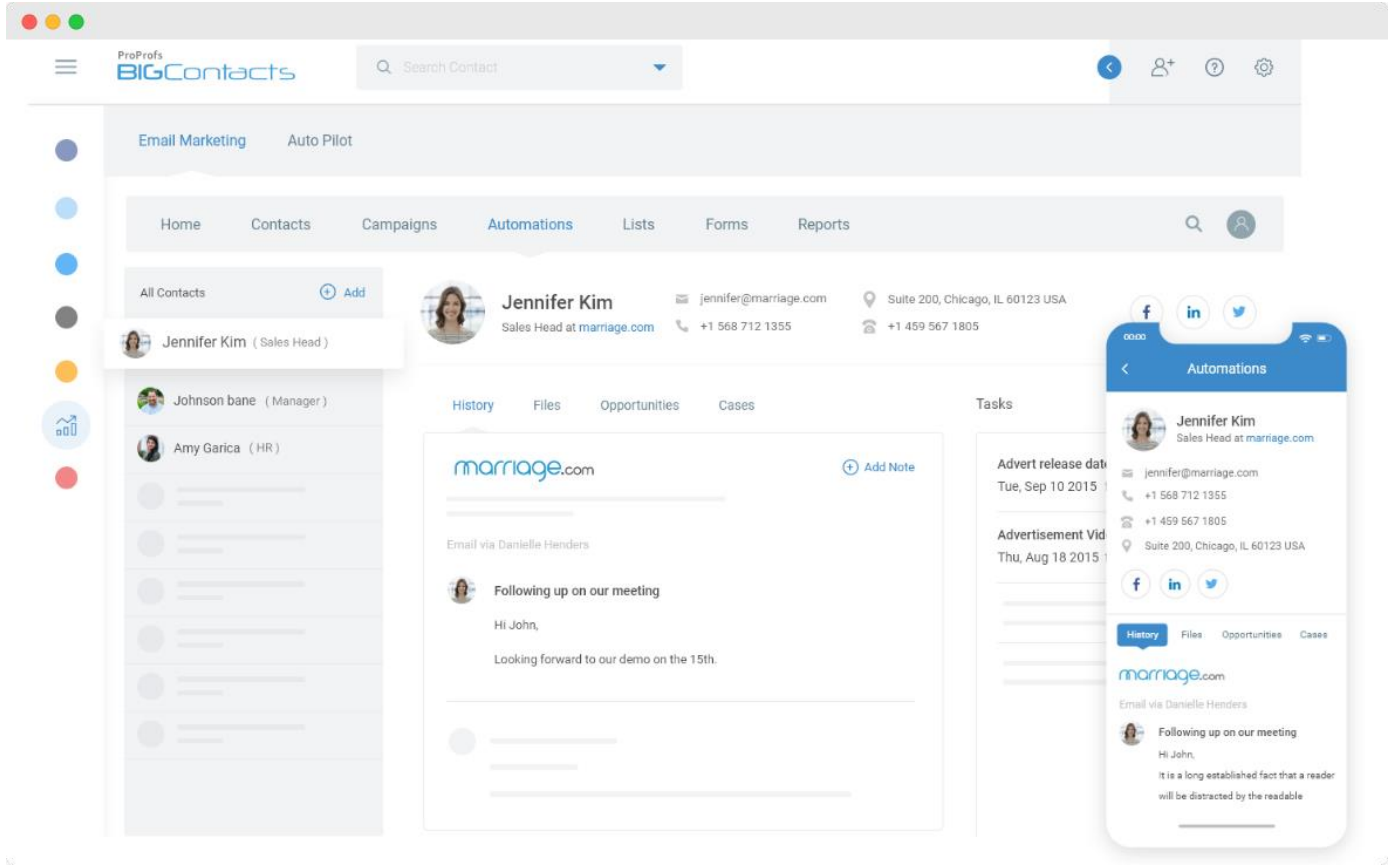 ProProfs
BIGContacts
Search Contact
Email Marketing
Auto Pilot
Home
Contacts
Campaigns
Automations
Lists
Forms
Reports
All Contacts
Add
Jennifer Kim ( Sales Head )
Johnson bane ( Manager )
Amy Garica ( HR )
Jennifer Kim
Sales Head at marriage.com
jennifer@marriage.com
+1 568 712 1355
Suite 200, Chicago, IL 60123 USA
+1 459 567 1805
f
in
History
Files
Opportunities
Cases
marriage.com
Add Note
Email via Danielle Henders
Following up on our meeting
Hi John,
Looking forward to our demo on the 15th.
Tasks
Advert release date
Tue, Sep 10 2015
Advertisement Vid
Thu, Aug 18 2015
00:00
Automations
Jennifer Kim
Sales Head at marriage.com
jennifer@marriage.com
+1 568 712 1355
+1 459 567 1805
Suite 200, Chicago, IL 60123 USA
f
in
History
Files
Opportunities
Cases
marriage.com
Email via Danielle Henders
Following up on our meeting
Hi John,
It is a long established fact that a reader
will be distracted by the readable